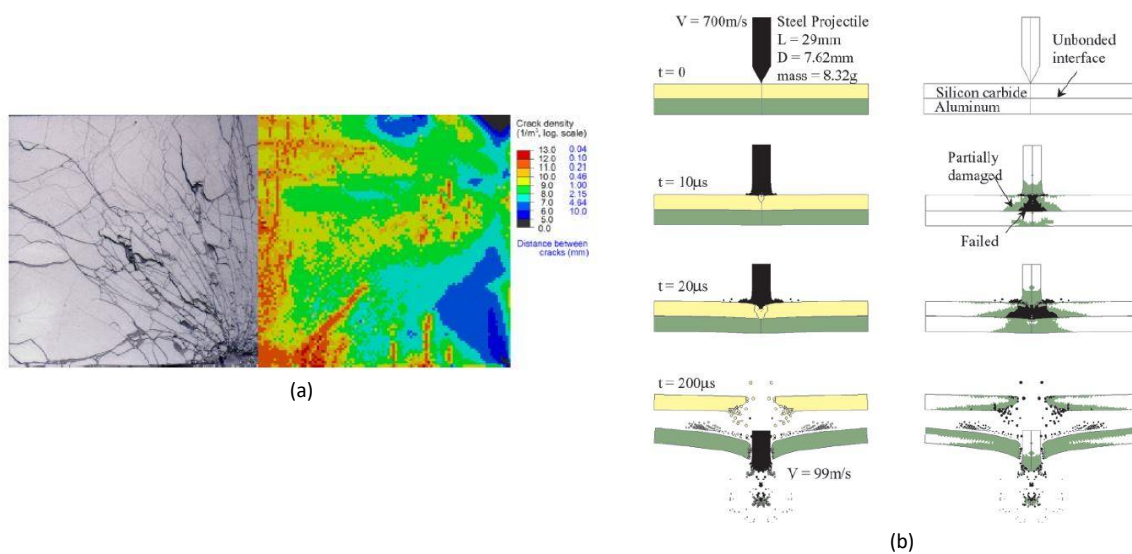 Crack density
(1/m³, log. scale)
13.0 0.04
12.0 0.10
11.0 0.21
10.0 0.46
9.0 1.00
8.0 2.15
7.0 4.64
6.0 10.0
5.0
0.0
Distance between
cracks (mm)
(a)
V = 700m/s
Steel Projectile
L = 29mm
D = 7.62mm
mass = 8.32g
t = 0
Unbonded
interface
Silicon carbide
Aluminum
t = 10μs
Partially
damaged
Failed
t = 20μs
t = 200μs
V = 99m/s
(b)